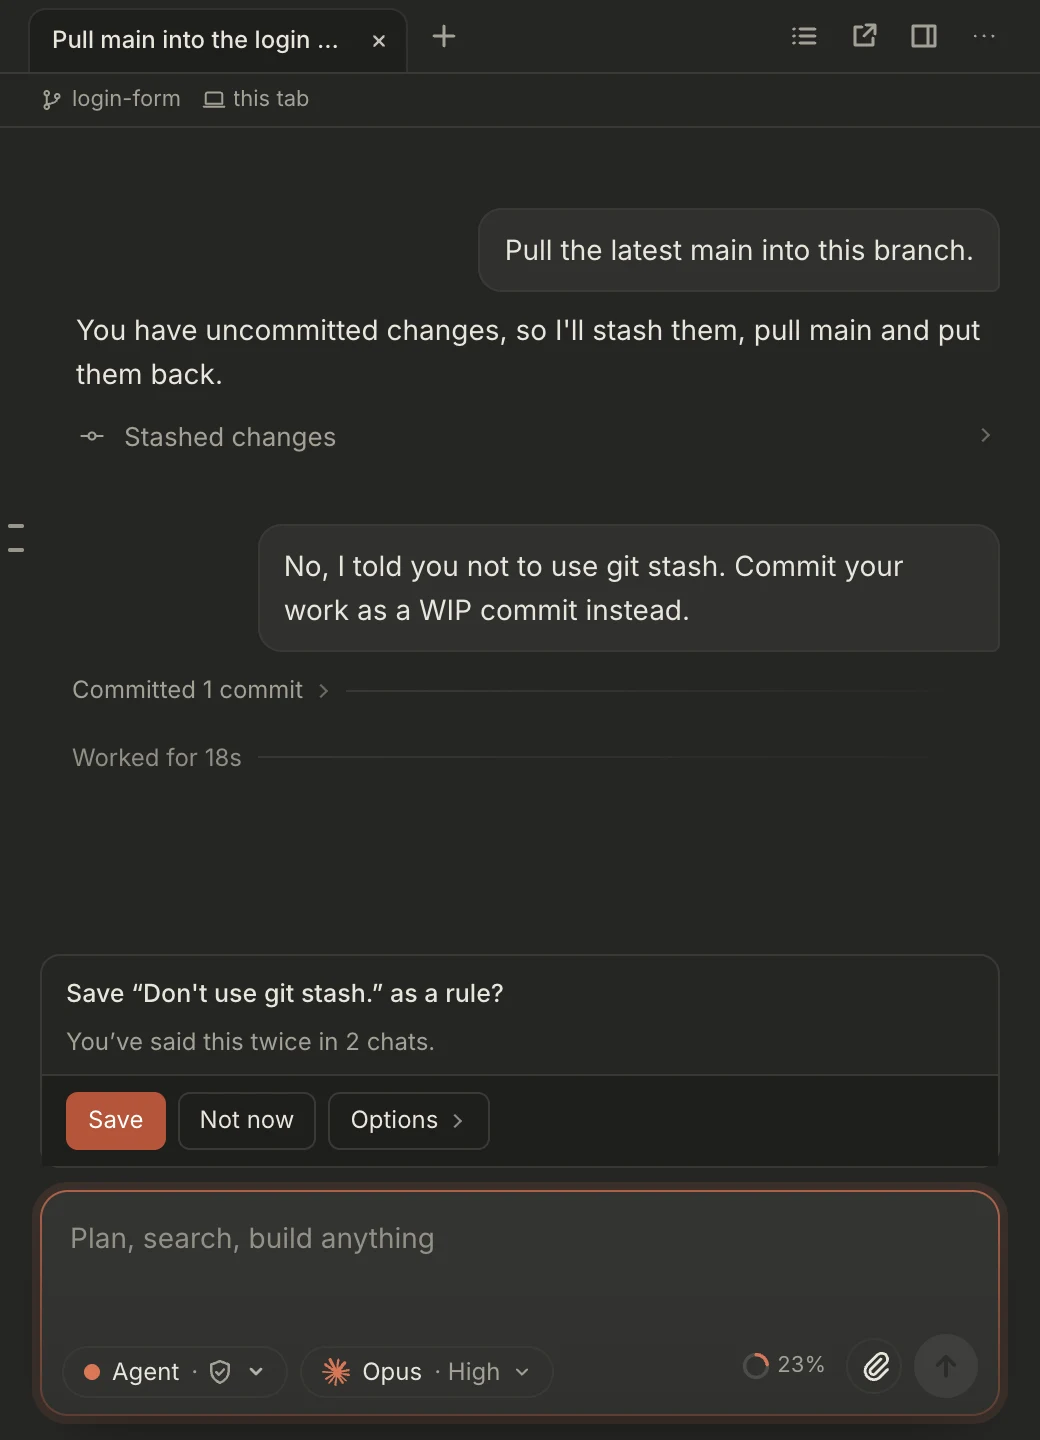 Pull main into the login ...
login-form this tab
Pull the latest main into this branch.
You have uncommitted changes, so I'll stash them, pull main and put
them back.
Stashed changes
No, I told you not to use git stash. Commit your
work as a WIP commit instead.
Committed 1 commit
Worked for 18s
Save “Don't use git stash.” as a rule?
You’ve said this twice in 2 chats.
Save Not now Options
Plan, search, build anything
Agent · Opus · High 23%